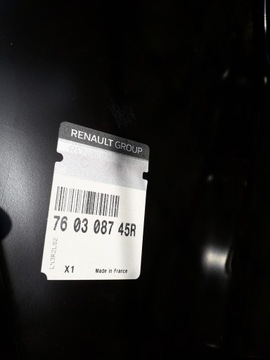 RENAULT GROUP
76 03 087 45R
X1
Made in France